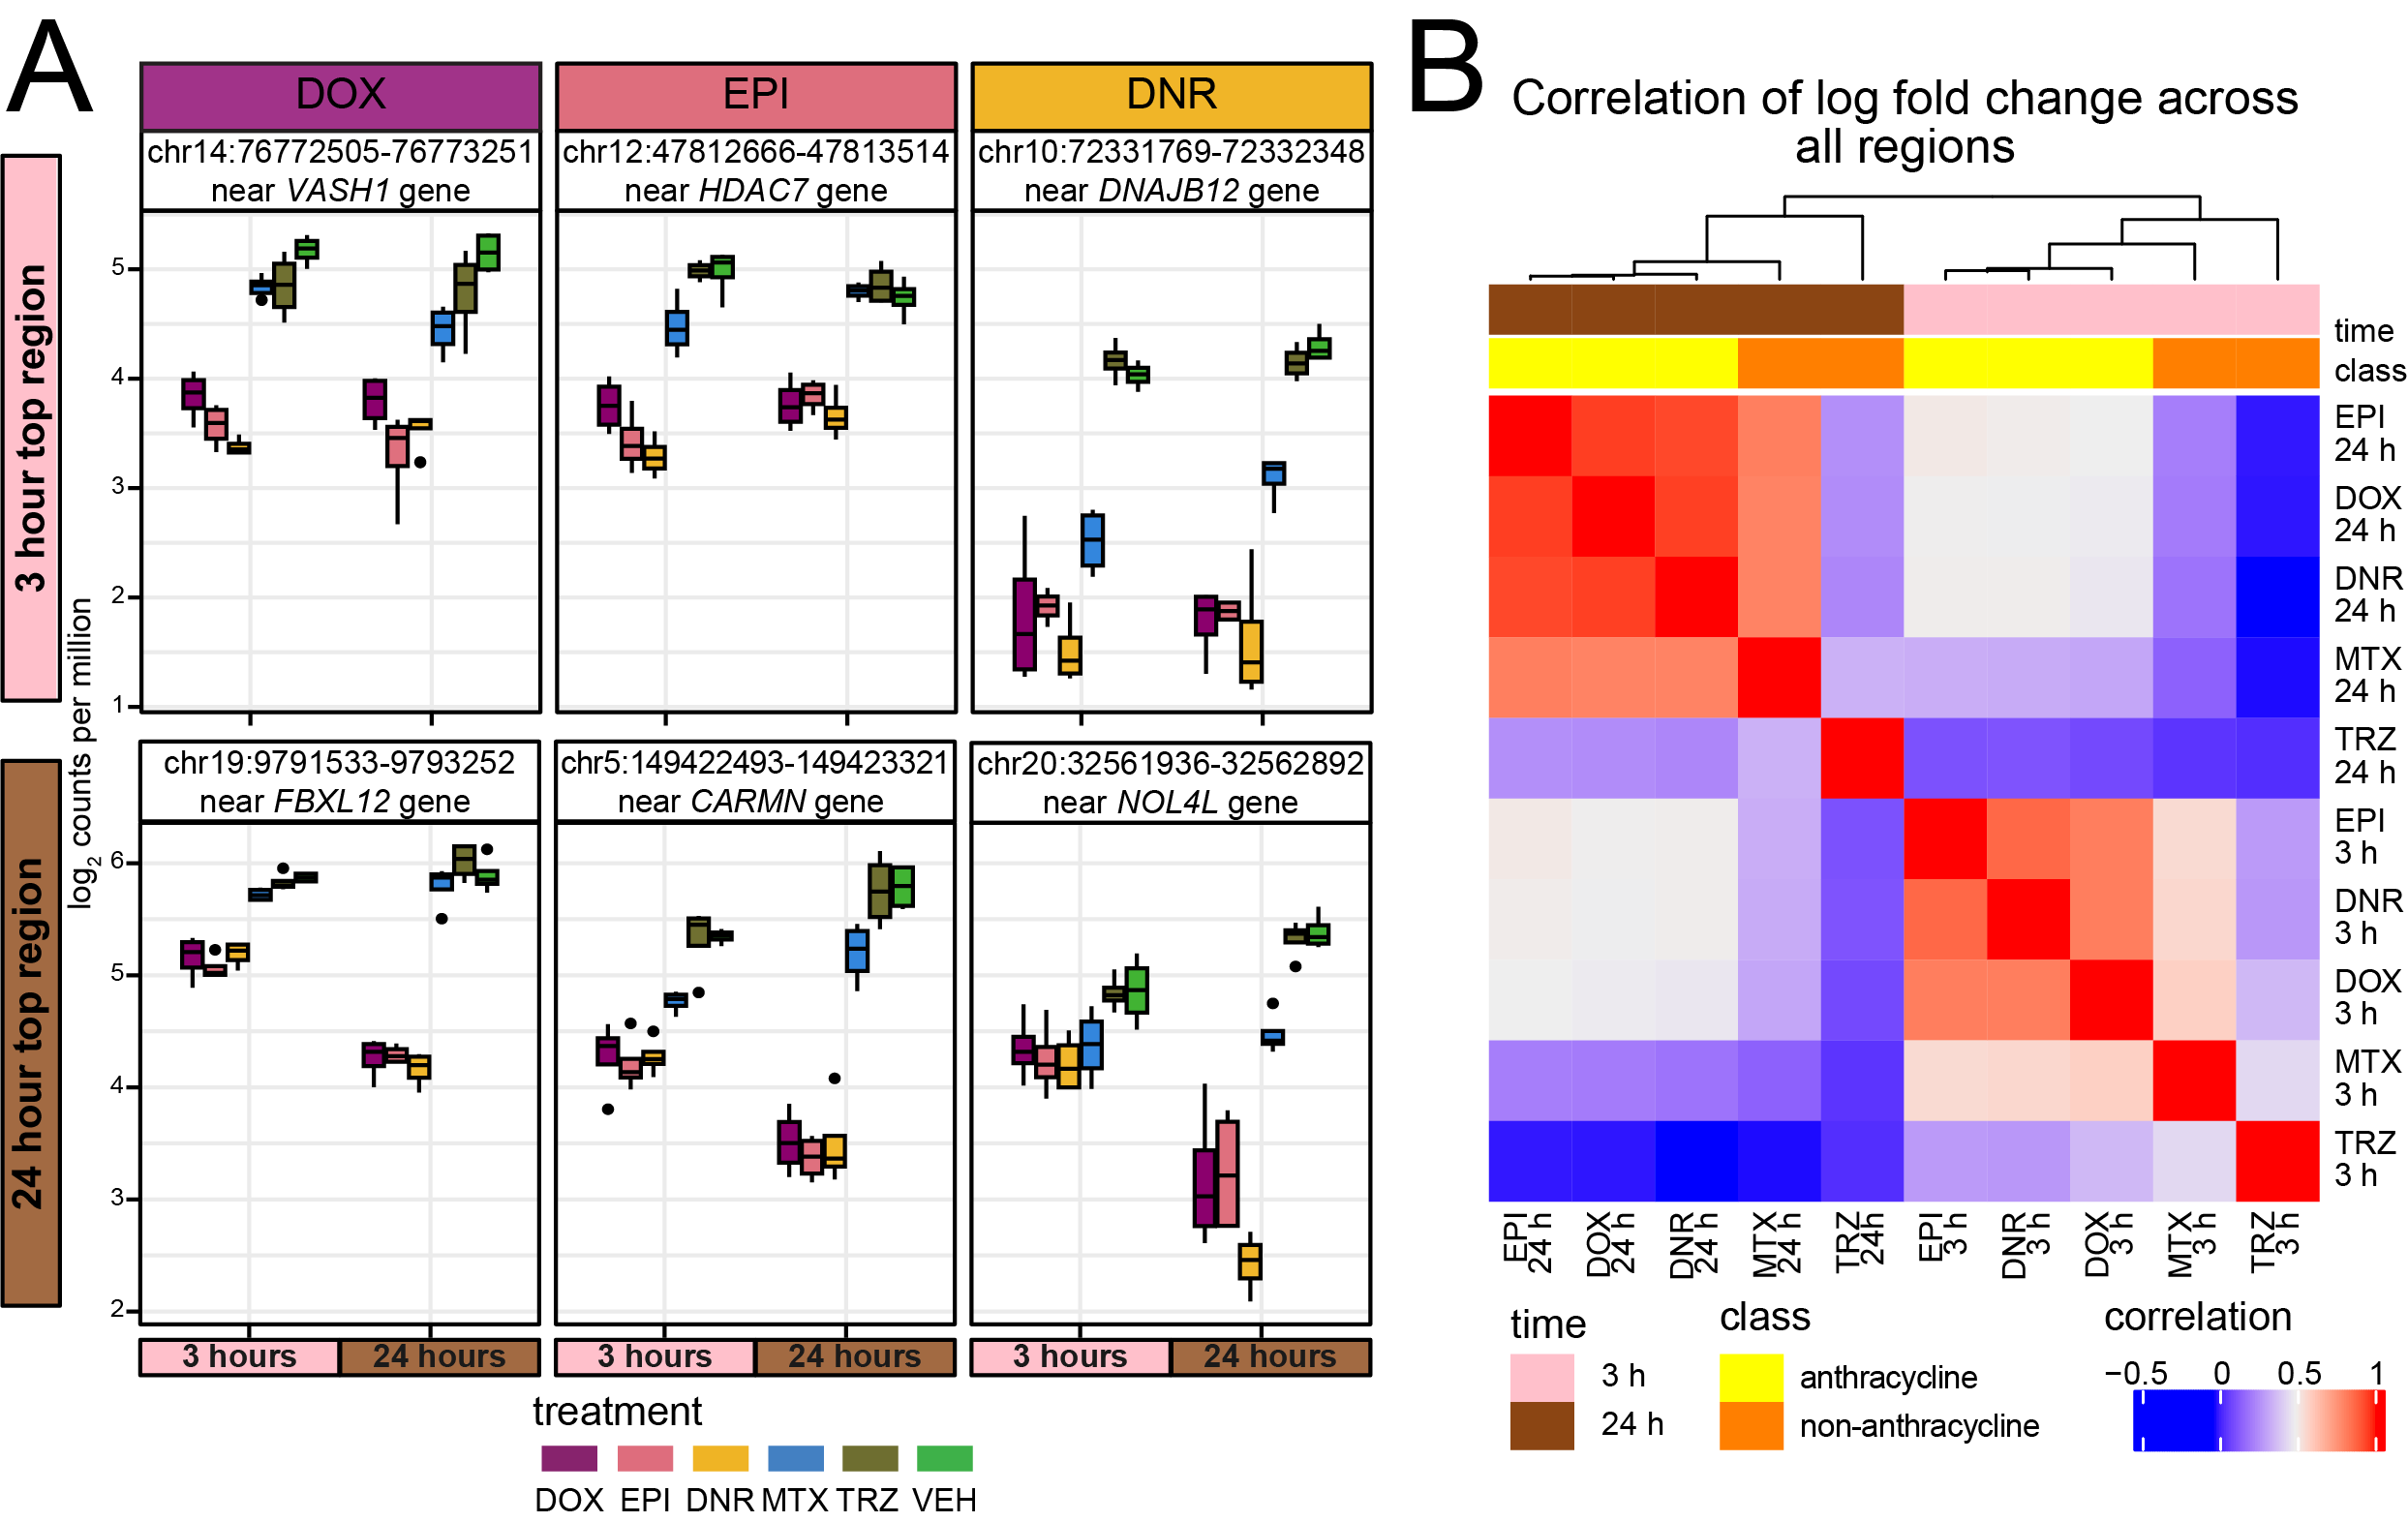 A
DOX
EPI
DNR
chr14:76772505-76773251
near VASH1 gene
chr12:47812666-47813514
near HDAC7 gene
chr10:72331769-72332348
near DNAJB12 gene
3 hour top region
5
4
3
2
1
log2 counts per million
chr19:9791533-9793252
near FBXL12 gene
chr5:149422493-149423321
near CARMN gene
chr20:32561936-32562892
near NOL4L gene
24 hour top region
6
5
4
3
2
3 hours
24 hours
3 hours
24 hours
3 hours
24 hours
treatment
DOX
EPI
DNR
MTX
TRZ
VEH
B
Correlation of log fold change across
all regions
time
class
EPI
24 h
DOX
24 h
DNR
24 h
MTX
24 h
TRZ
24 h
EPI
3 h
DNR
3 h
DOX
3 h
MTX
3 h
TRZ
3 h
EPI
24 h
DOX
24 h
DNR
24 h
MTX
24 h
TRZ
24h
EPI
3 h
DNR
3 h
DOX
3 h
MTX
3 h
TRZ
3 h
time
3 h
24 h
class
anthracycline
non-anthracycline
correlation
−0.5 0 0.5 1